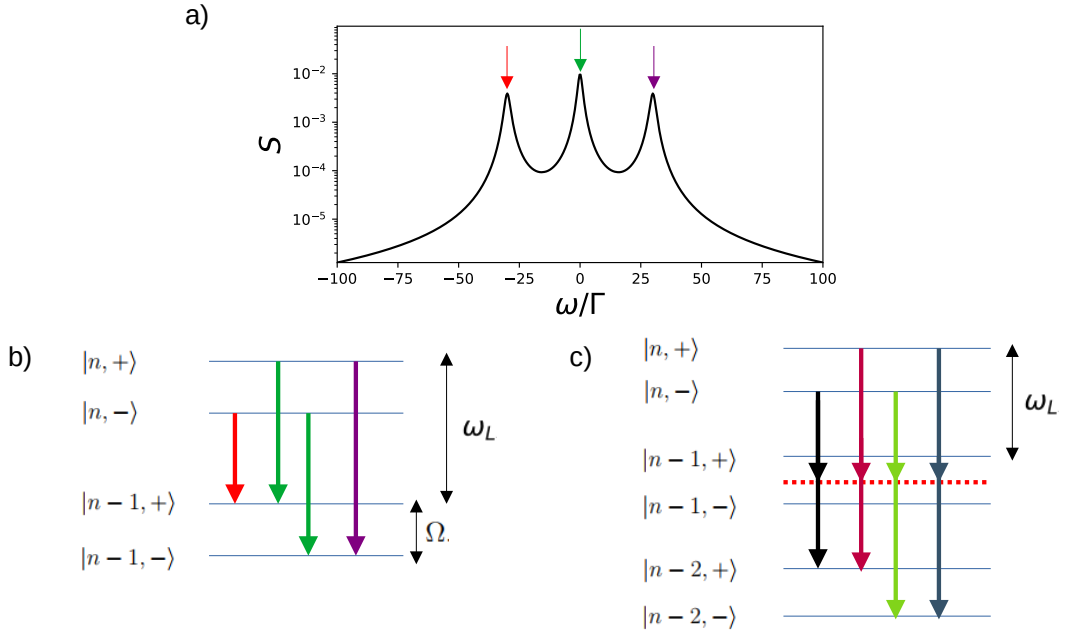 a)
S
10⁻²
10⁻³
10⁻⁴
10⁻⁵
−100 −75 −50 −25 0 25 50 75 100
ω/Γ
b)
|n, +⟩
|n, −⟩
|n − 1, +⟩
|n − 1, −⟩
ω_L
Ω.
c)
|n, +⟩
|n, −⟩
|n − 1, +⟩
|n − 1, −⟩
|n − 2, +⟩
|n − 2, −⟩
ω_L